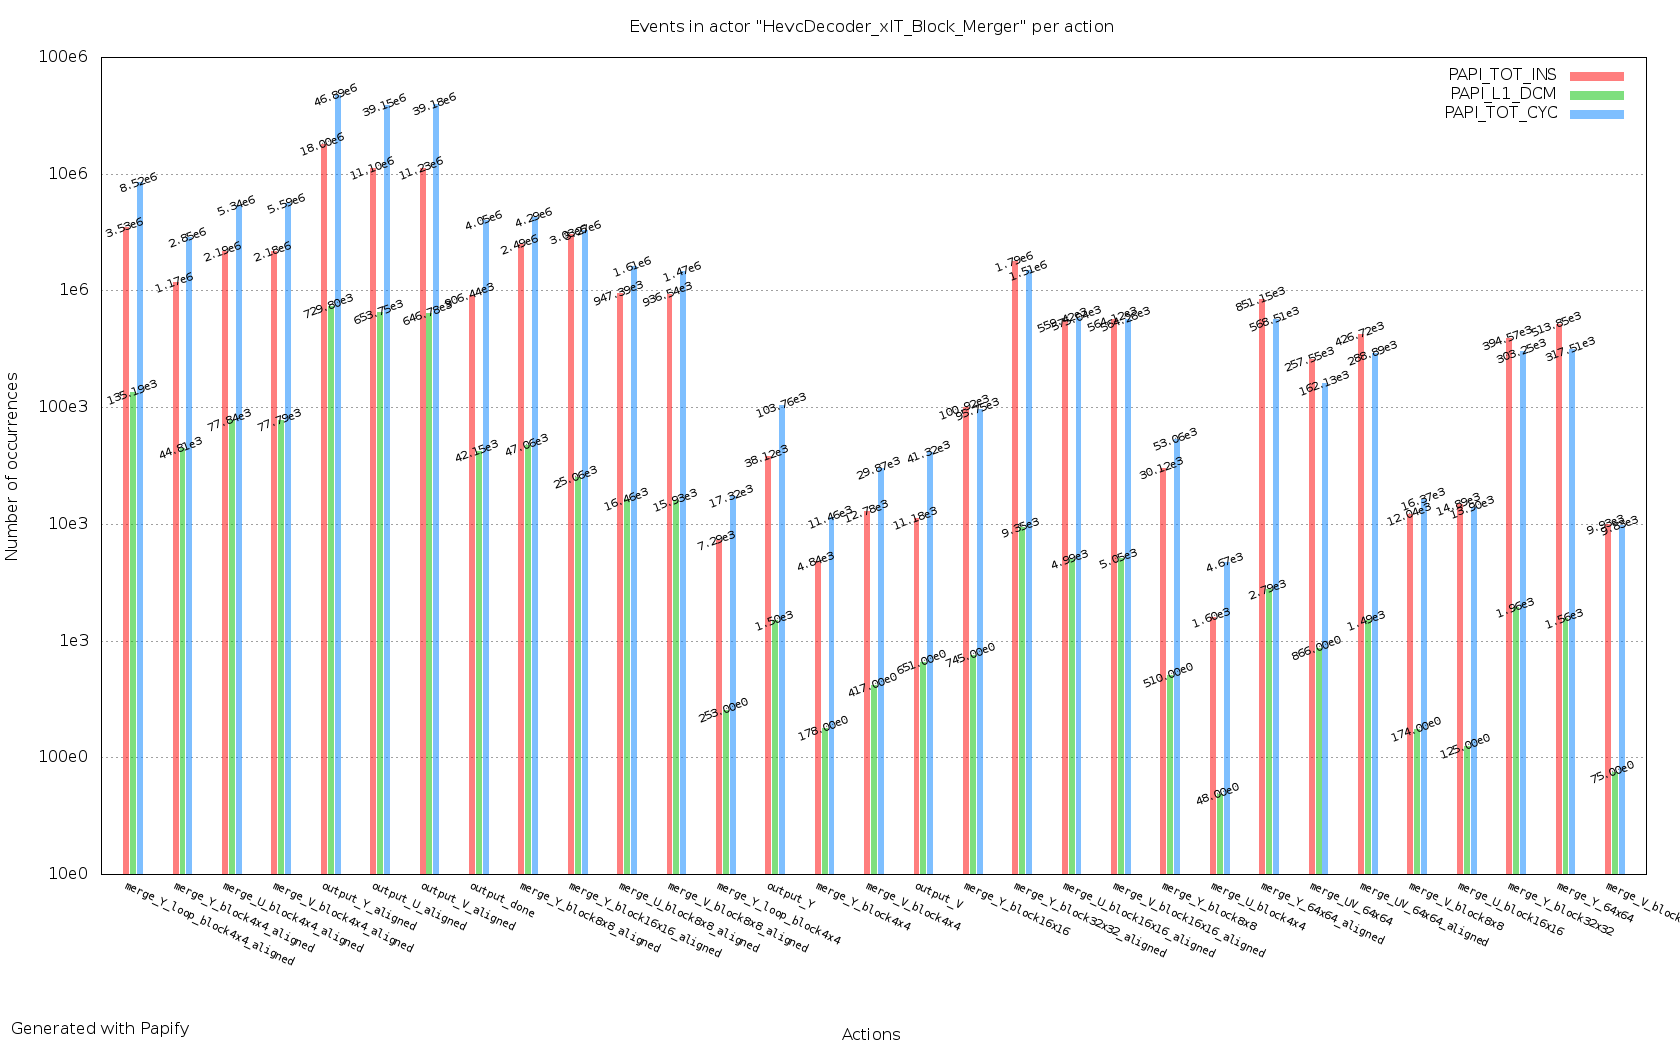 Events in actor "HevcDecoder_xIT_Block_Merger" per action
100e6
10e6
1e6
100e3
10e3
1e3
100e0
10e0
Number of occurrences
PAPI_TOT_INS
PAPI_L1_DCM
PAPI_TOT_CYC
3.53e6
135.19e3
8.52e6
1.17e6
44.81e3
2.85e6
2.19e6
77.84e3
5.34e6
2.18e6
77.79e3
5.59e6
18.00e6
729.80e3
46.89e6
11.10e6
653.75e3
39.15e6
11.23e6
646.78e3
39.18e6
906.44e3
42.15e3
4.05e6
2.49e6
47.06e3
4.29e6
25.06e3
947.39e3
16.46e3
1.61e6
936.54e3
15.93e3
1.47e6
7.29e3
253.00e0
17.32e3
38.12e3
1.50e3
103.76e3
4.84e3
178.00e0
11.46e3
12.78e3
417.00e0
29.87e3
11.18e3
651.00e0
41.32e3
100.92e3
745.00e0
95.75e3
1.79e6
9.35e3
1.51e6
559.42e3
4.99e3
564.12e3
5.05e3
30.12e3
510.00e0
53.06e3
1.60e3
48.00e0
4.67e3
851.15e3
2.79e3
568.51e3
257.55e3
866.00e0
162.13e3
426.72e3
1.49e3
288.89e3
12.04e3
174.00e0
16.37e3
14.89e3
125.00e0
13.90e3
394.57e3
1.96e3
303.25e3
513.85e3
1.56e3
317.51e3
9.93e3
75.00e0
9.83e3
merge_Y_loop_block4x4_aligned
merge_Y_block4x4_aligned
merge_U_block4x4_aligned
merge_V_block4x4_aligned
output_Y_aligned
output_U_aligned
output_V_aligned
output_done
merge_Y_block8x8_aligned
merge_Y_block16x16_aligned
merge_U_block8x8_aligned
merge_V_block8x8_aligned
merge_Y_loop_block4x4
output_Y
merge_Y_block4x4
merge_V_block4x4
output_V
merge_Y_block16x16
merge_Y_block32x32_aligned
merge_U_block16x16_aligned
merge_V_block16x16_aligned
merge_Y_block8x8
merge_U_block4x4
merge_Y_64x64_aligned
merge_UV_64x64
merge_UV_64x64_aligned
merge_V_block8x8
merge_U_block16x16
merge_Y_block32x32
merge_Y_64x64
merge_V_block
Actions
Generated with Papify